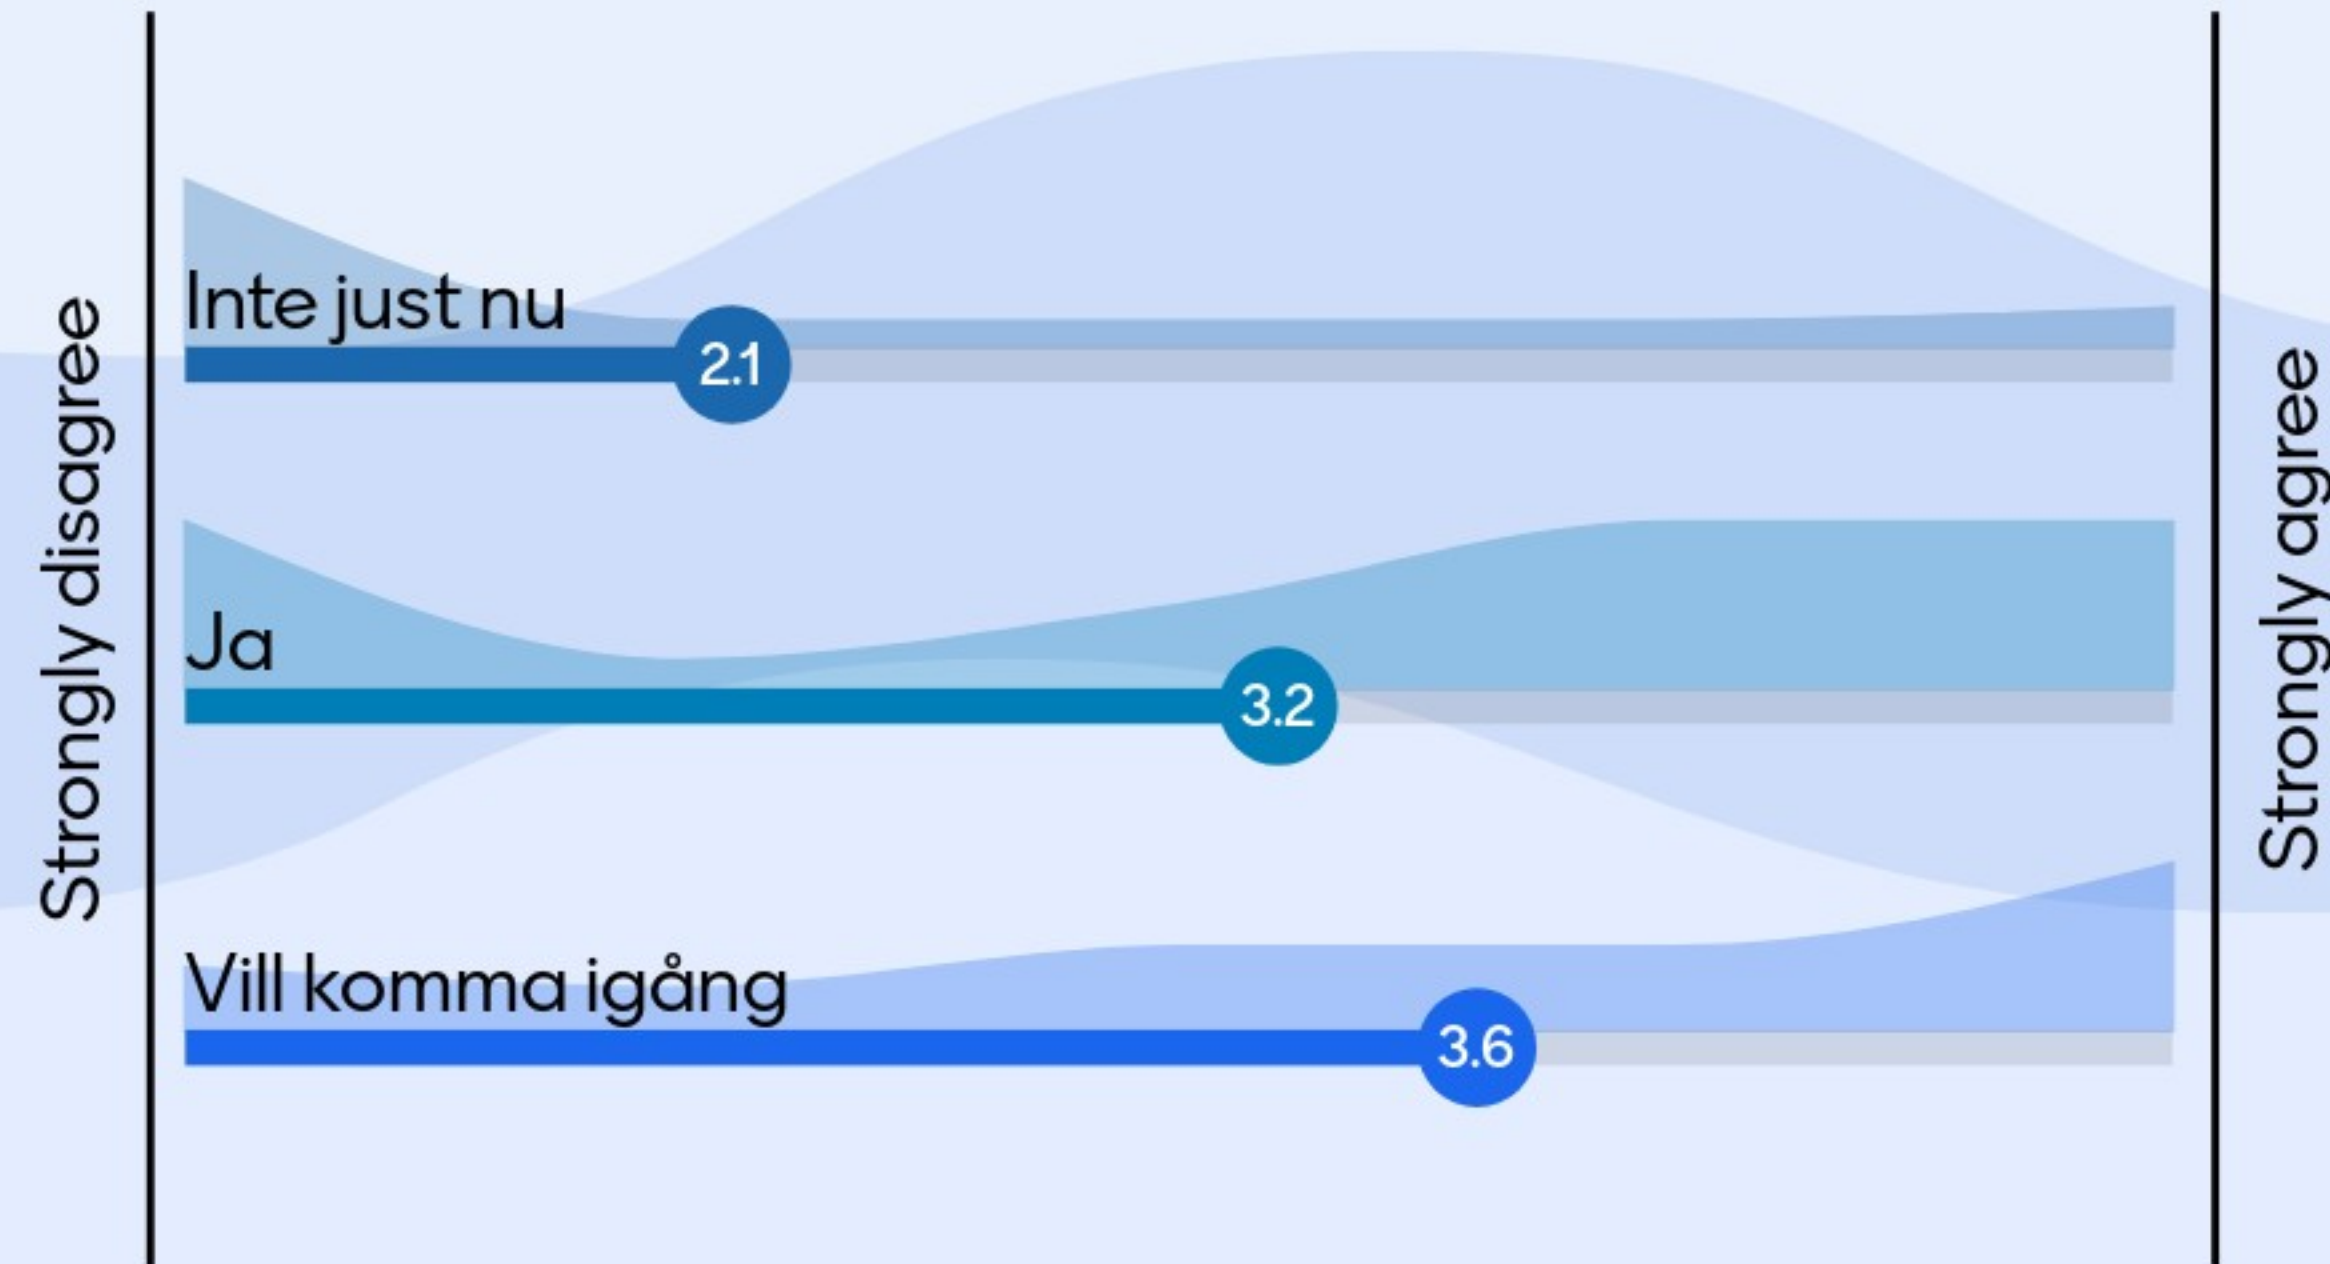 Strongly disagree
Inte just nu
2.1
Ja
3.2
Vill komma igång
3.6
Strongly agree